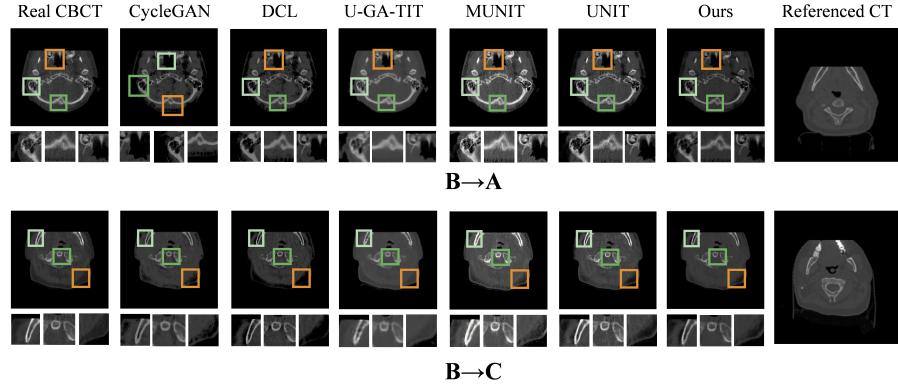 Real CBCT CycleGAN DCL U-GA-TIT MUNIT UNIT Ours Referenced CT
B→A
B→C